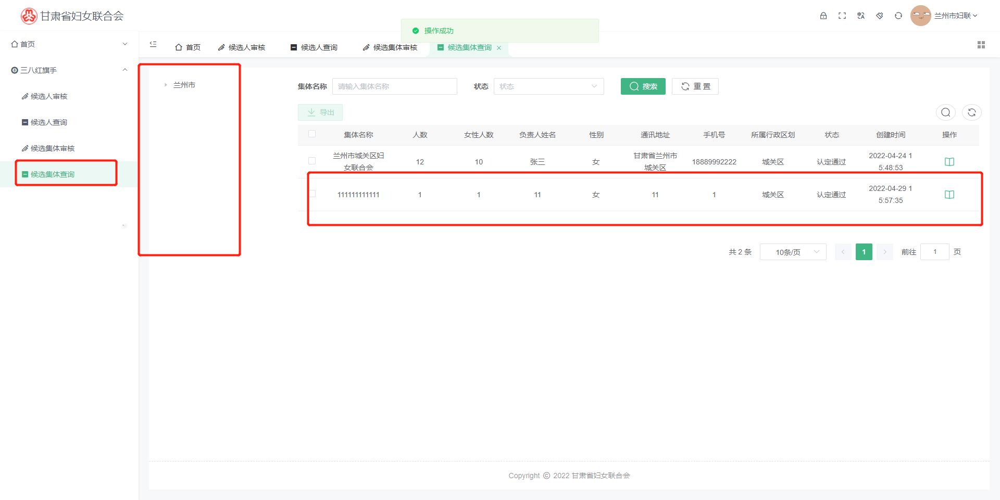 甘肃省妇女联合会
兰州市妇联
操作成功
首页
三八红旗手
候选人审核
候选人查询
候选集体审核
候选集体查询
首页 候选人审核 候选人查询 候选集体审核 候选集体查询
兰州市
集体名称 请输入集体名称 状态 状态 搜索 重 置
导出
集体名称 人数 女性人数 负责人姓名 性别 通讯地址 手机号 所属行政区划 状态 创建时间 操作
兰州市城关区妇女联合会 12 10 张三 女 甘肃省兰州市城关区 18889992222 城关区 认定通过 2022-04-24 15:48:53
111111111111 1 1 11 女 11 1 城关区 认定通过 2022-04-29 15:57:35
共 2 条 10条/页 1 前往 1 页
Copyright © 2022 甘肃省妇女联合会